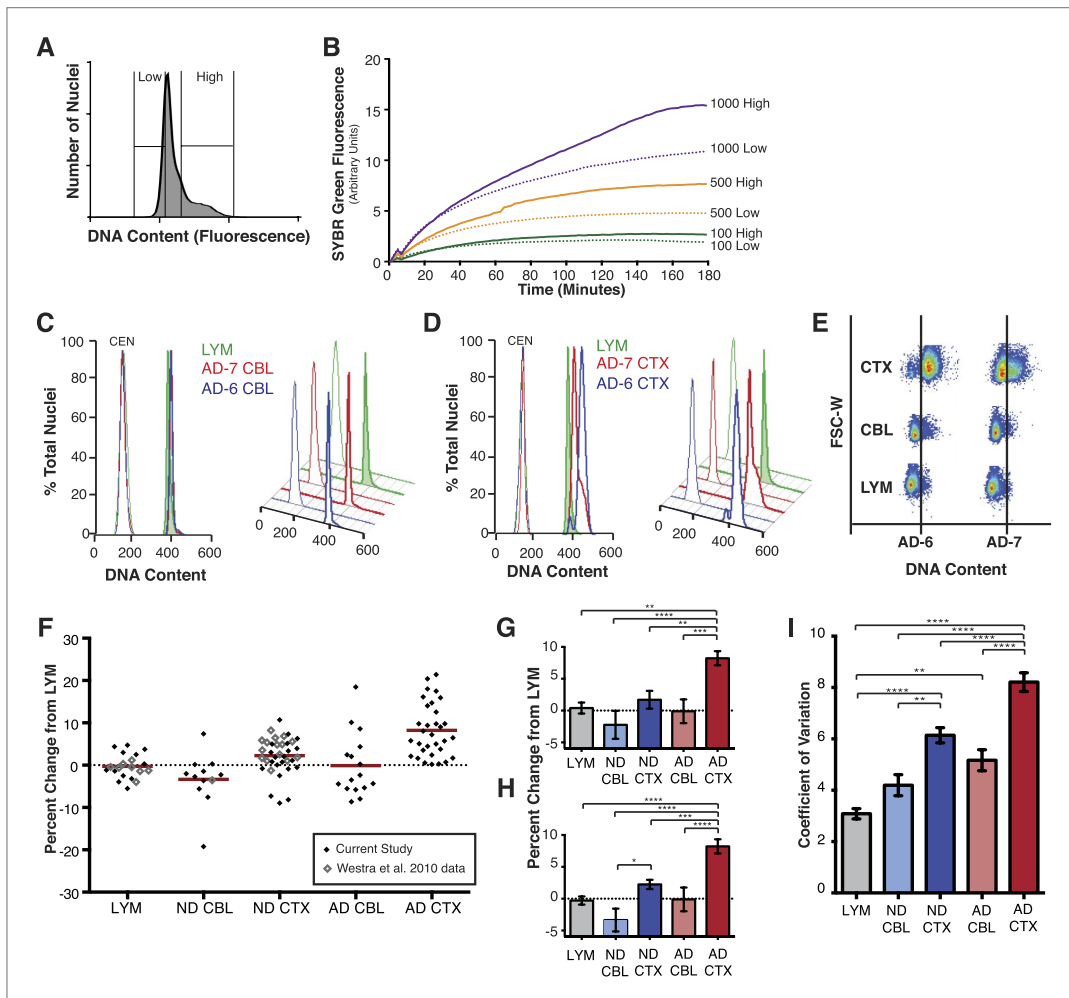 A
Number of Nuclei
Low
High
DNA Content (Fluorescence)
B
SYBR Green Fluorescence
(Arbitrary Units)
20
15
10
5
0
0 20 40 60 80 100 120 140 160 180
Time (Minutes)
1000 High
1000 Low
500 High
500 Low
100 High
100 Low
C
% Total Nuclei
100
80
60
40
20
0
CEN
0 200 400 600
DNA Content
LYM
AD-7 CBL
AD-6 CBL
0
200
400
600
D
% Total Nuclei
100
80
60
40
20
0
CEN
0 200 400 600
DNA Content
LYM
AD-7 CTX
AD-6 CTX
0
200
400
600
E
FSC-W
CTX
CBL
LYM
AD-6 AD-7
DNA Content
F
Percent Change from LYM
30
20
10
0
-10
-20
-30
Current Study
Westra et al. 2010 data
LYM ND CBL ND CTX AD CBL AD CTX
G
Percent Change from LYM
**
****
**
***
10
5
0
-5
LYM ND CBL ND CTX AD CBL AD CTX
H
****
****
***
****
*
10
5
0
-5
LYM ND CBL ND CTX AD CBL AD CTX
I
Coefficient of Variation
****
****
****
****
**
****
**
10
8
6
4
2
0
LYM ND CBL ND CTX AD CBL AD CTX